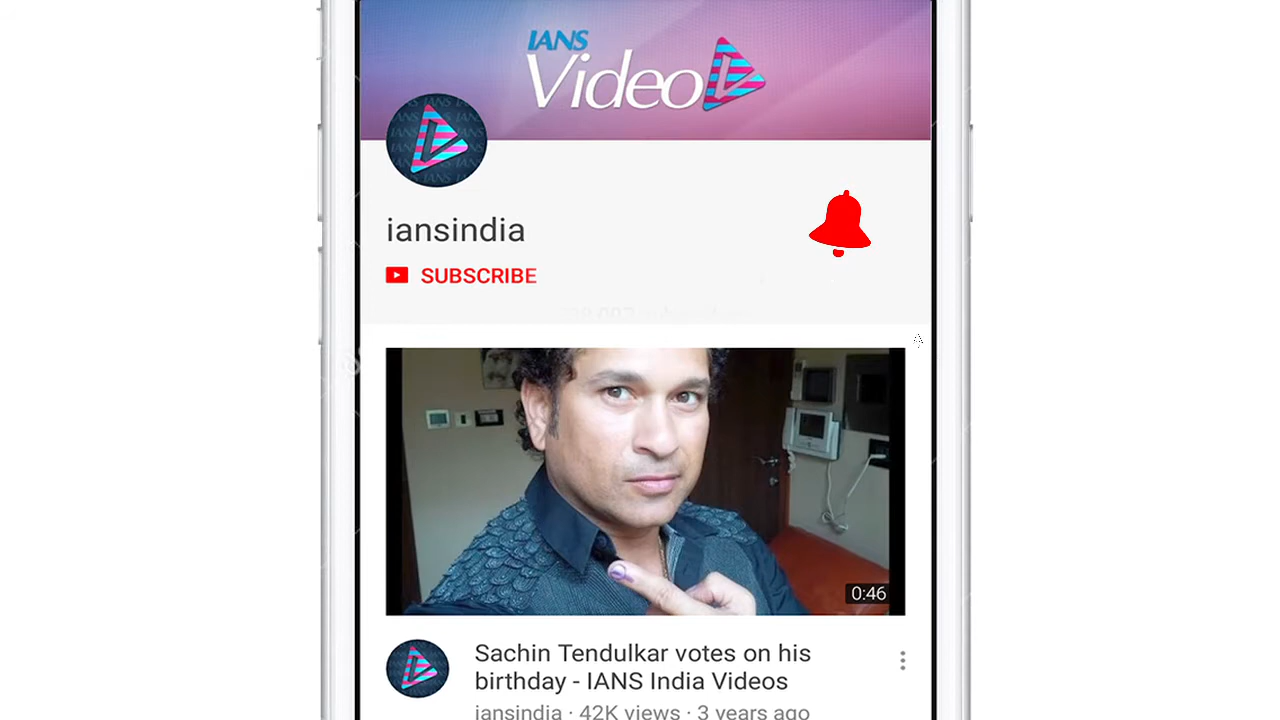 IANS
Video
iansindia
SUBSCRIBE
0:46
Sachin Tendulkar votes on his
birthday - IANS India Videos
iansindia · 42K views · 3 years ago